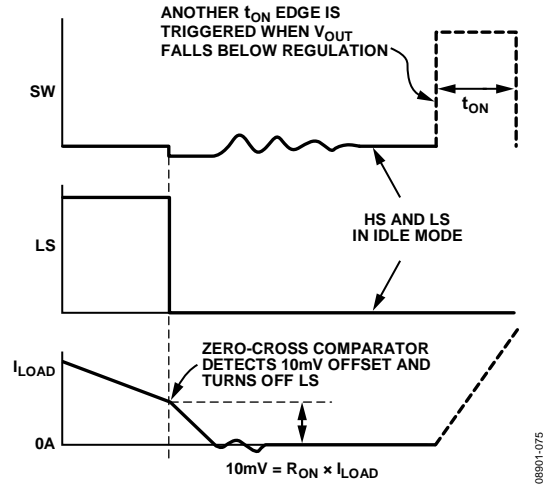 ANOTHER tON EDGE IS
TRIGGERED WHEN VOUT
FALLS BELOW REGULATION
SW
tON
HS AND LS
IN IDLE MODE
LS
ZERO-CROSS COMPARATOR
DETECTS 10mV OFFSET AND
TURNS OFF LS
ILOAD
0A
10mV = RON × ILOAD
08901-075